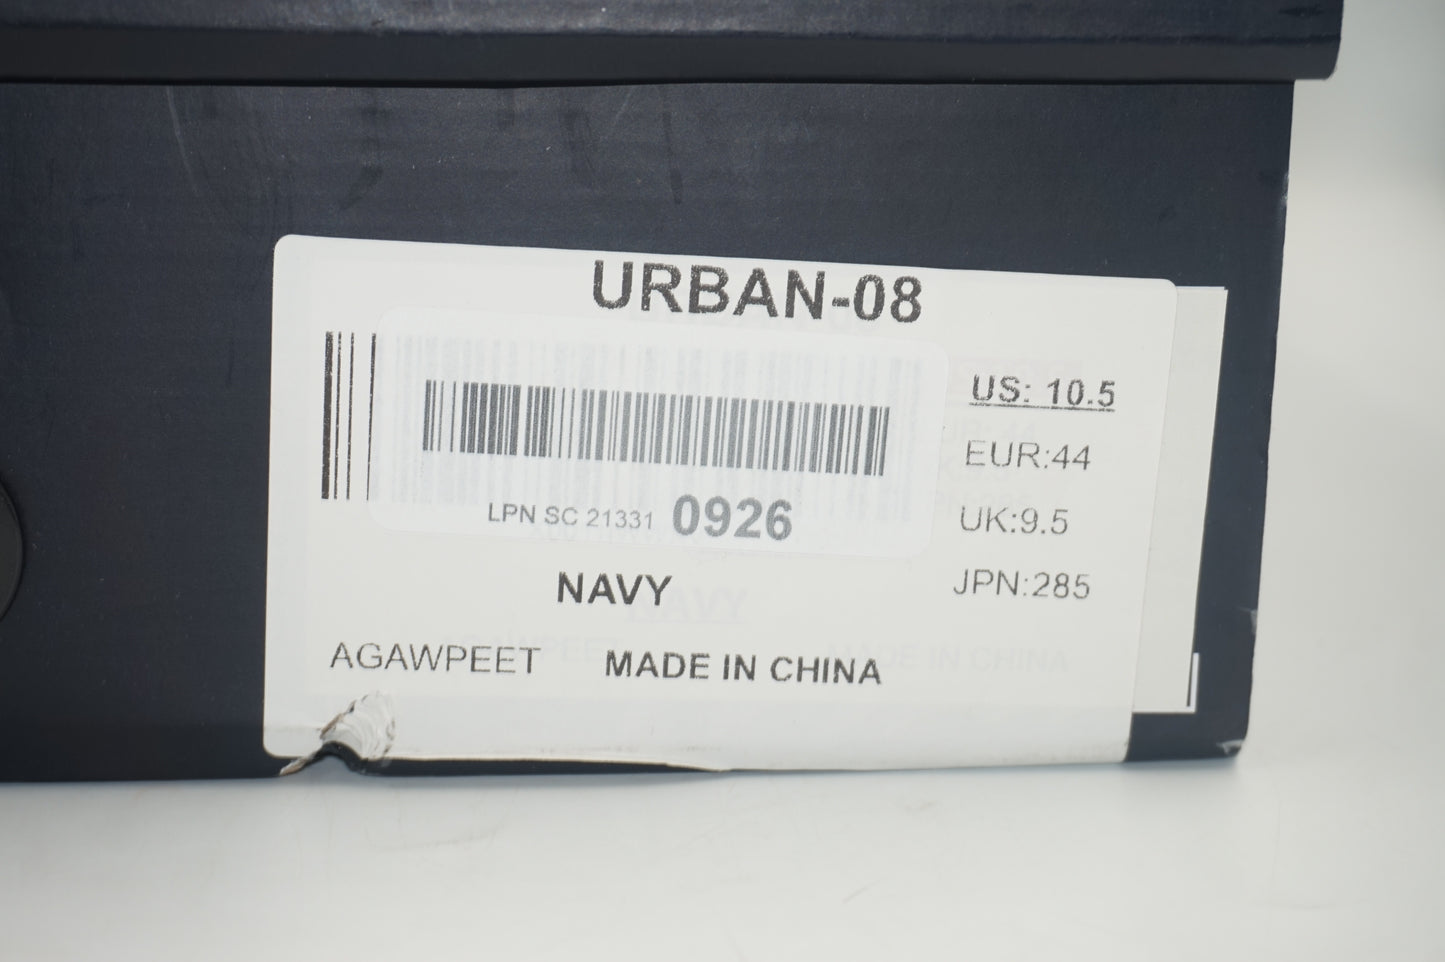 URBAN-08
US: 10.5
EUR:44
UK:9.5
JPN:285
LPN SC 21331 0926
NAVY
AGAWPEET MADE IN CHINA